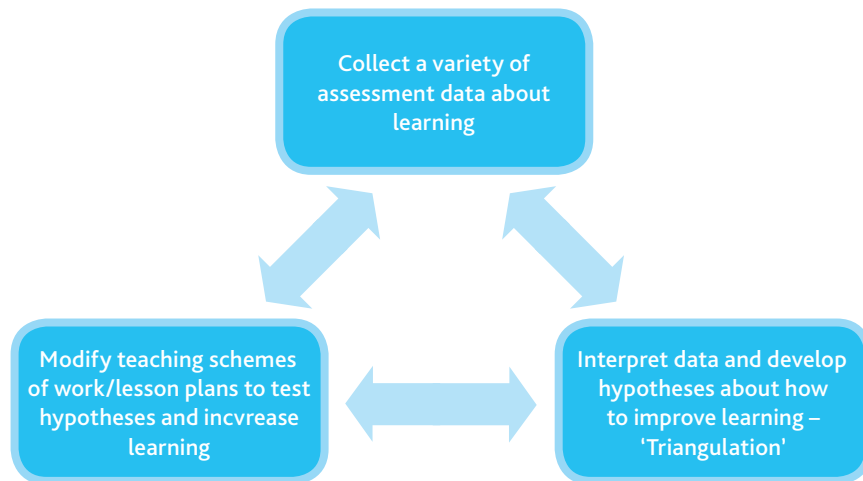 Collect a variety of
assessment data about
learning
Modify teaching schemes
of work/lesson plans to test
hypotheses and incvrease
learning
Interpret data and develop
hypotheses about how
to improve learning –
‘Triangulation’